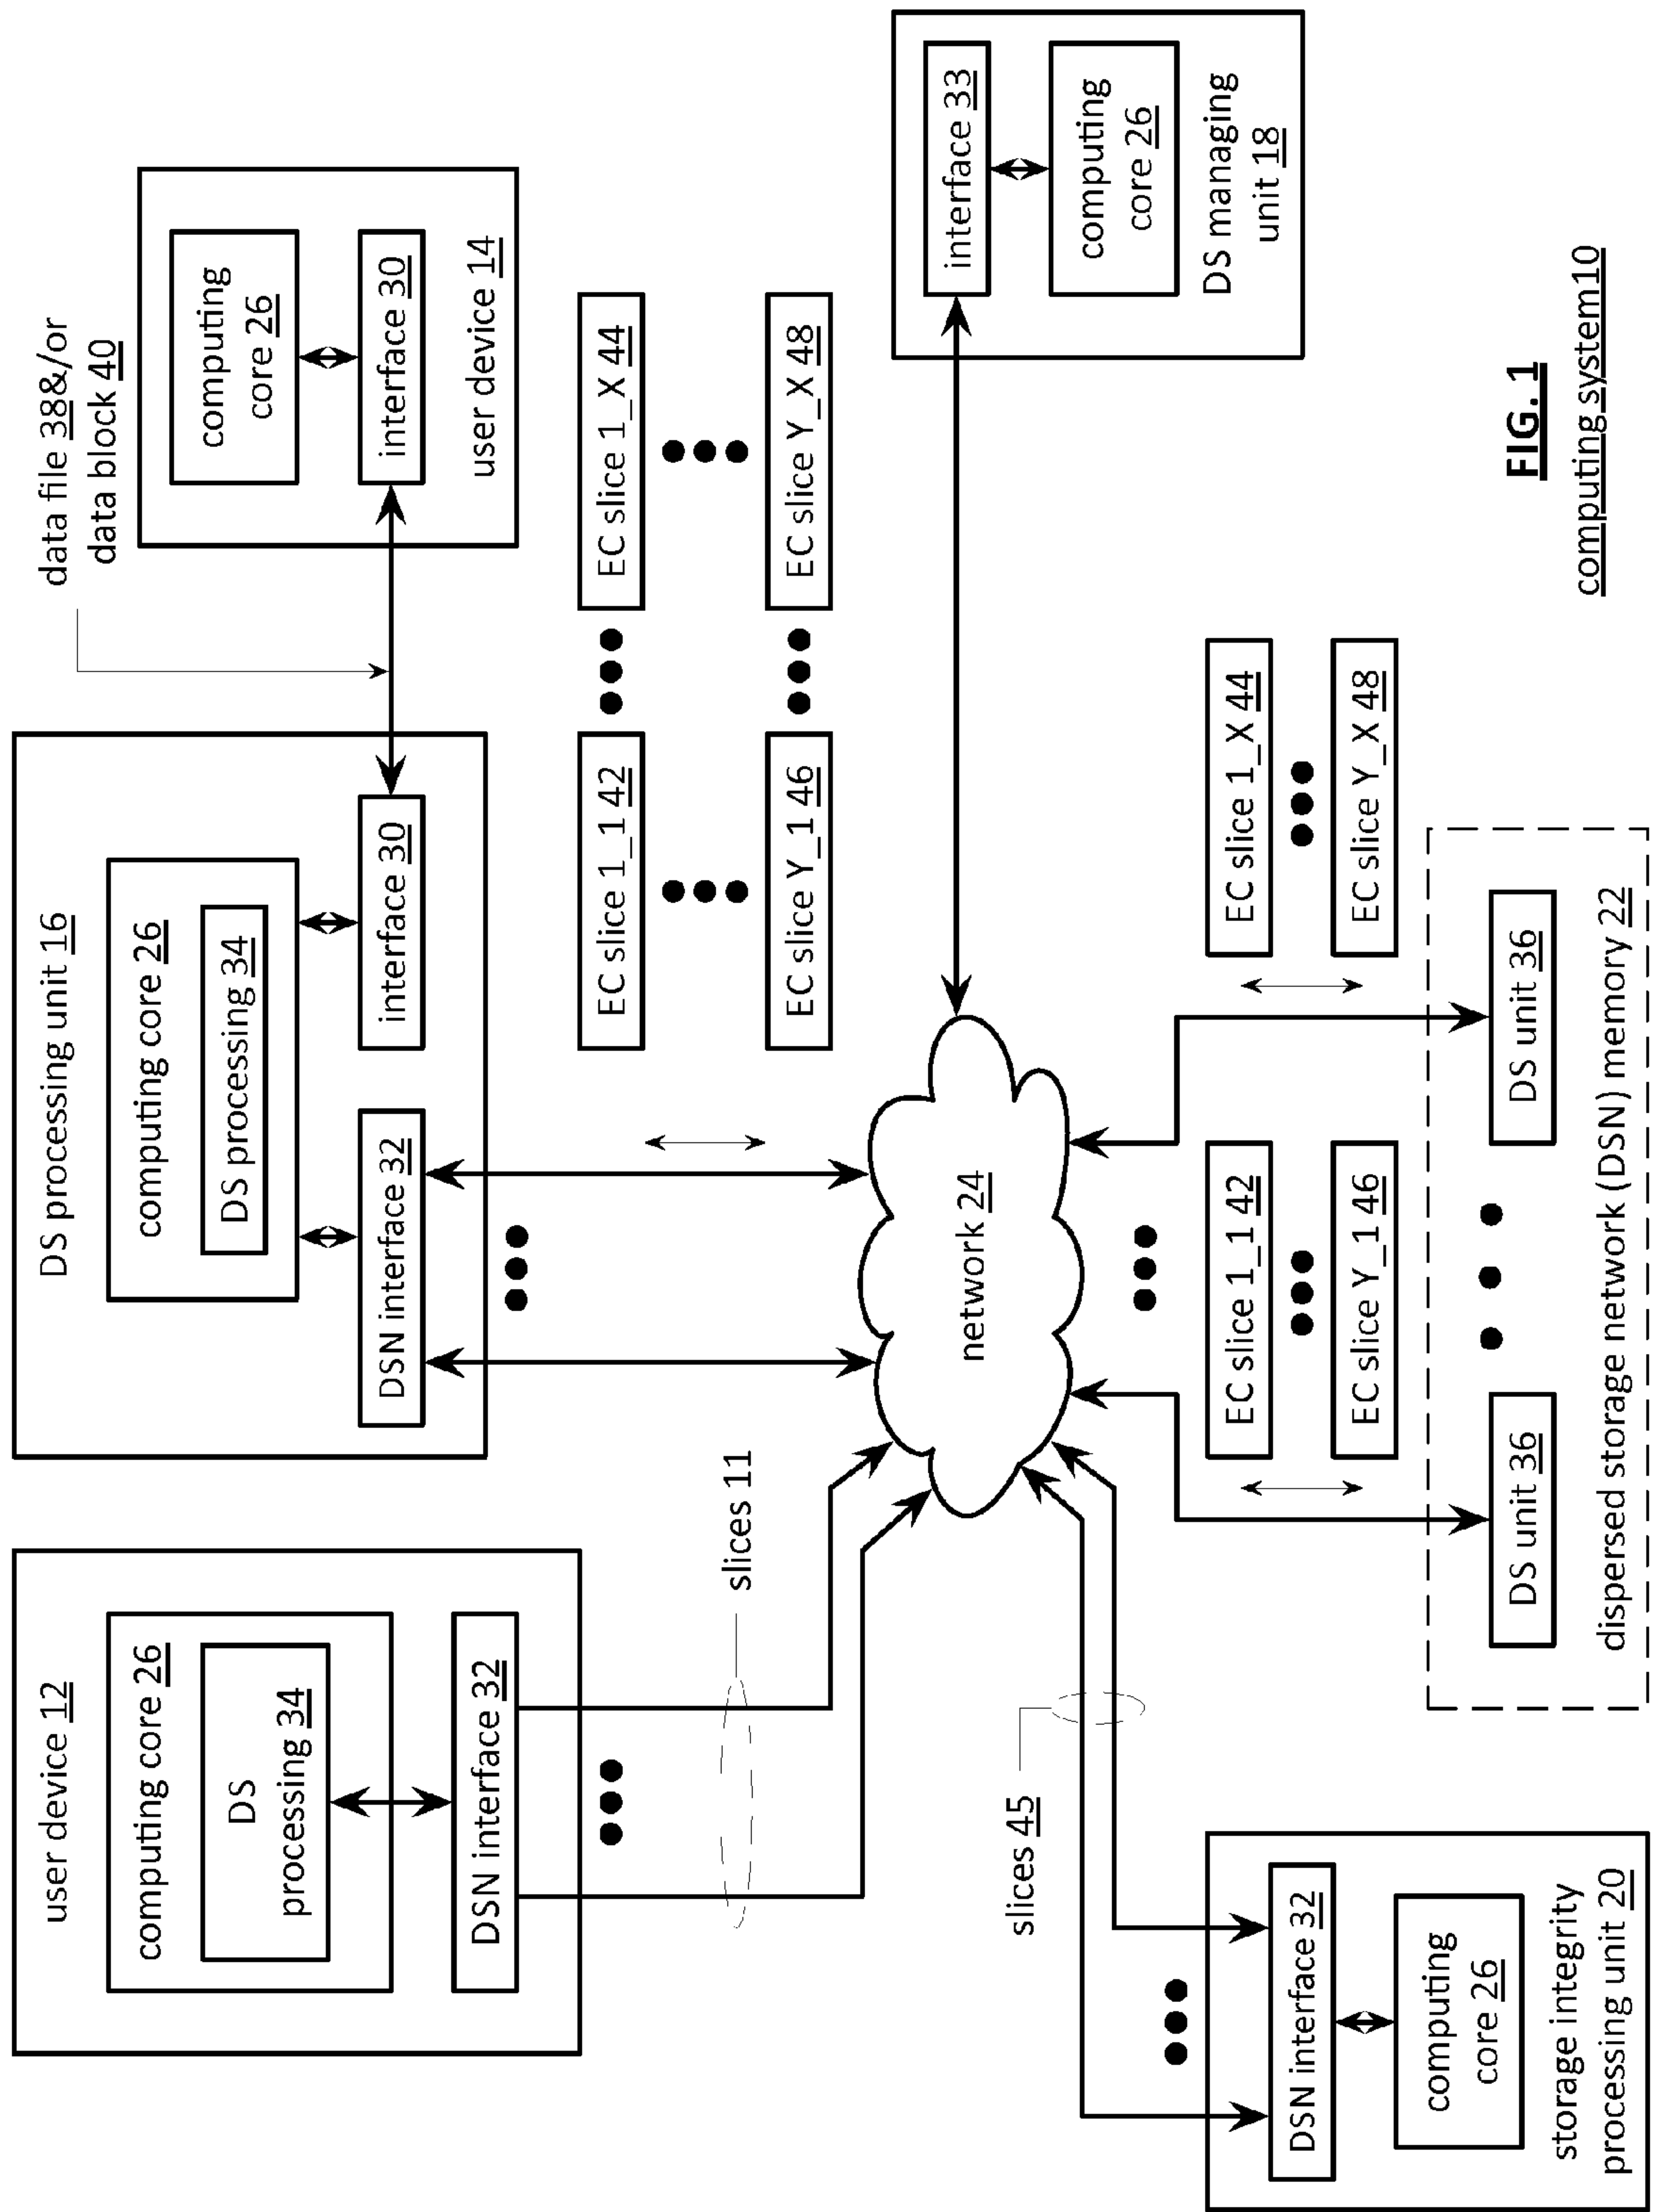 user device 12
computing core 26
DS
processing 34
DSN interface 32
slices 11
DS processing unit 16
computing core 26
DS processing 34
DSN interface 32
interface 30
data file 38&/or
data block 40
computing
core 26
interface 30
user device 14
EC slice 1_1 42
EC slice 1_X 44
EC slice Y_1 46
EC slice Y_X 48
network 24
interface 33
computing
core 26
DS managing
unit 18
slices 45
DSN interface 32
computing
core 26
storage integrity
processing unit 20
EC slice 1_1 42
EC slice Y_1 46
EC slice 1_X 44
EC slice Y_X 48
DS unit 36
DS unit 36
dispersed storage network (DSN) memory 22
FIG. 1
computing system10